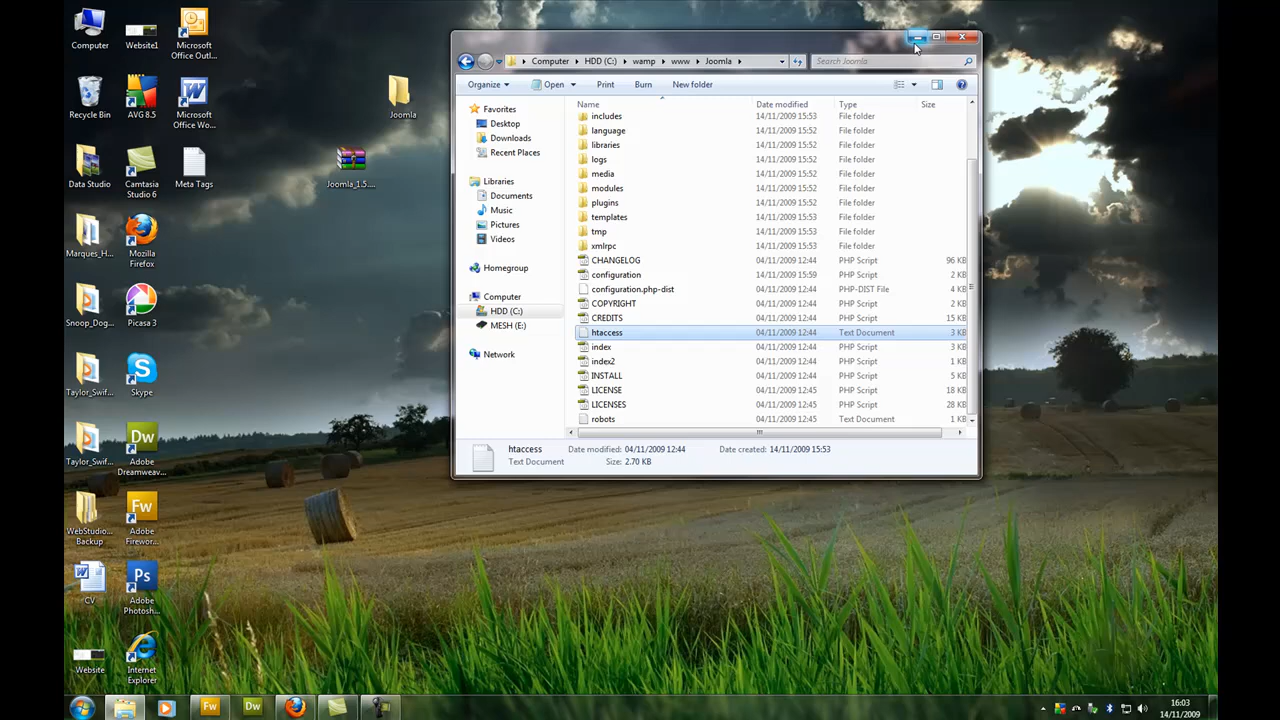 Computer
Website1
Microsoft
Office Outl...
Recycle Bin
AVG 8.5
Microsoft
Office Wo...
Joomla
Data Studio
Camtasia
Studio 6
Meta Tags
Joomla_1.5....
Marques_H...
Mozilla
Firefox
Snoop_Dog...
Picasa 3
Taylor_Swif...
Skype
Taylor_Swif...
Adobe
Dreamweav...
WebStudio...
Backup
Adobe
Firewor...
CV
Adobe
Photosh...
Website
Internet
Explorer
Computer HDD (C:) wamp www Joomla
Search Joomla
Organize Open Print Burn New folder
Favorites
Desktop
Downloads
Recent Places
Libraries
Documents
Music
Pictures
Videos
Homegroup
Computer
HDD (C:)
MESH (E:)
Network
Name Date modified Type Size
includes 14/11/2009 15:53 File folder
language 14/11/2009 15:52 File folder
libraries 14/11/2009 15:52 File folder
logs 14/11/2009 15:52 File folder
media 14/11/2009 15:52 File folder
modules 14/11/2009 15:52 File folder
plugins 14/11/2009 15:52 File folder
templates 14/11/2009 15:53 File folder
tmp 14/11/2009 15:53 File folder
xmlrpc 14/11/2009 15:53 File folder
CHANGELOG 04/11/2009 12:44 PHP Script 96 KB
configuration 14/11/2009 15:59 PHP Script 2 KB
configuration.php-dist 04/11/2009 12:44 PHP-DIST File 4 KB
COPYRIGHT 04/11/2009 12:44 PHP Script 2 KB
CREDITS 04/11/2009 12:44 PHP Script 15 KB
htaccess 04/11/2009 12:44 Text Document 3 KB
index 04/11/2009 12:44 PHP Script 3 KB
index2 04/11/2009 12:44 PHP Script 1 KB
INSTALL 04/11/2009 12:44 PHP Script 5 KB
LICENSE 04/11/2009 12:45 PHP Script 18 KB
LICENSES 04/11/2009 12:45 PHP Script 28 KB
robots 04/11/2009 12:45 Text Document 1 KB
htaccess Date modified: 04/11/2009 12:44 Date created: 14/11/2009 15:53
Text Document Size: 2.70 KB
Fw
Dw
16:03
14/11/2009